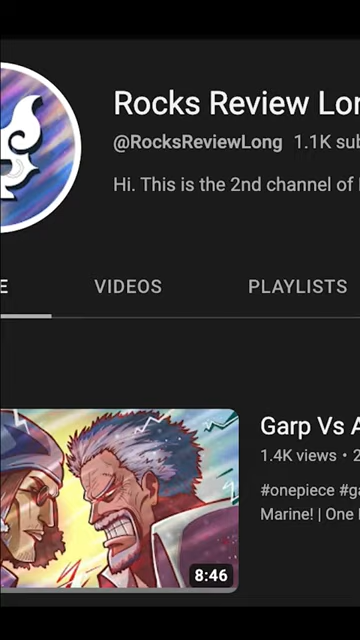 Rocks Review Lon
@RocksReviewLong 1.1K sub
Hi. This is the 2nd channel of
E VIDEOS PLAYLISTS
Garp Vs A
1.4K views • 2
#onepiece #ga
Marine! | One
8:46